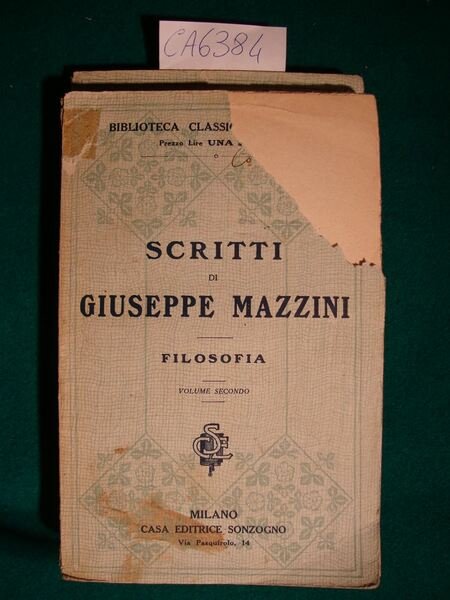 CA6384
BIBLIOTECA CLASSIC
Prezzo Lire UNA
SCRITTI
DI
GIUSEPPE MAZZINI
FILOSOFIA
VOLUME SECONDO
MILANO
CASA EDITRICE SONZOGNO
Via Pasquirolo, 14